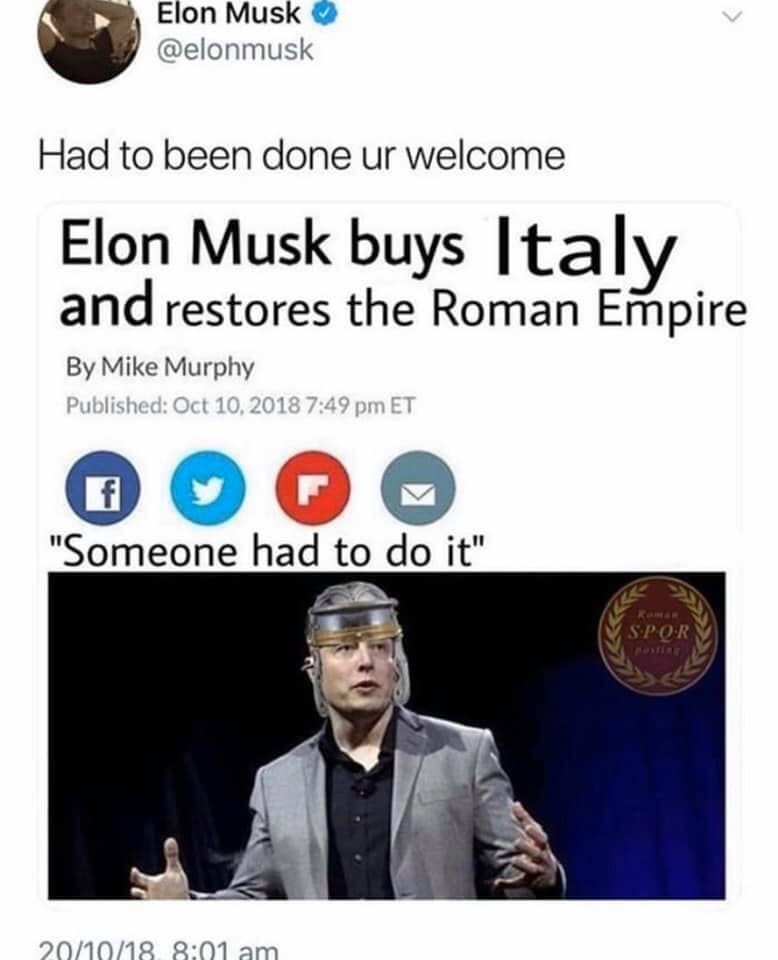 Elon Musk
@elonmusk
Had to been done ur welcome
Elon Musk buys Italy
and restores the Roman Empire
By Mike Murphy
Published: Oct 10, 2018 7:49 pm ET
"Someone had to do it"
Roman
S·P·Q·R
posting
20/10/18, 8:01 am